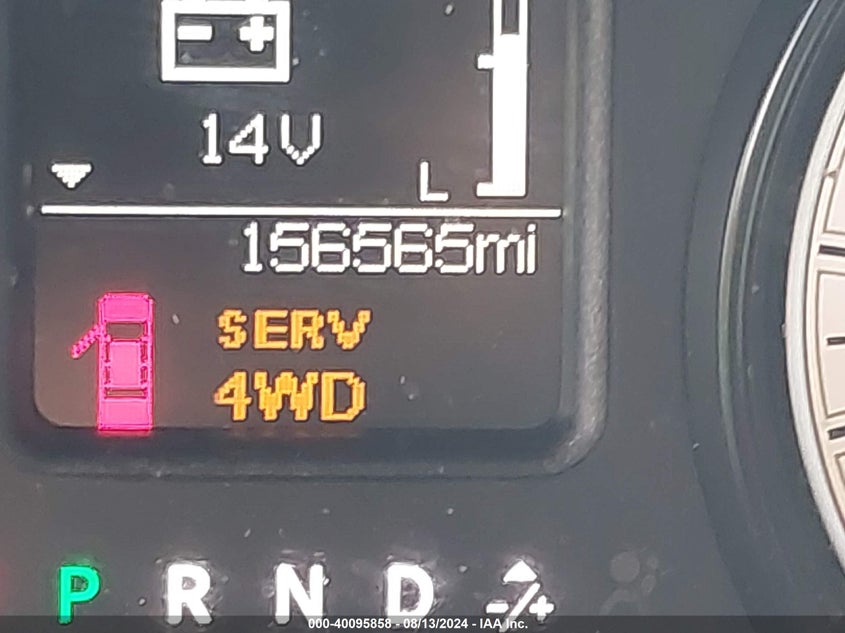 14V
L
156565mi
SERV
4WD
P R N D -/+
000-40095858 - 08/13/2024 - IAA Inc.